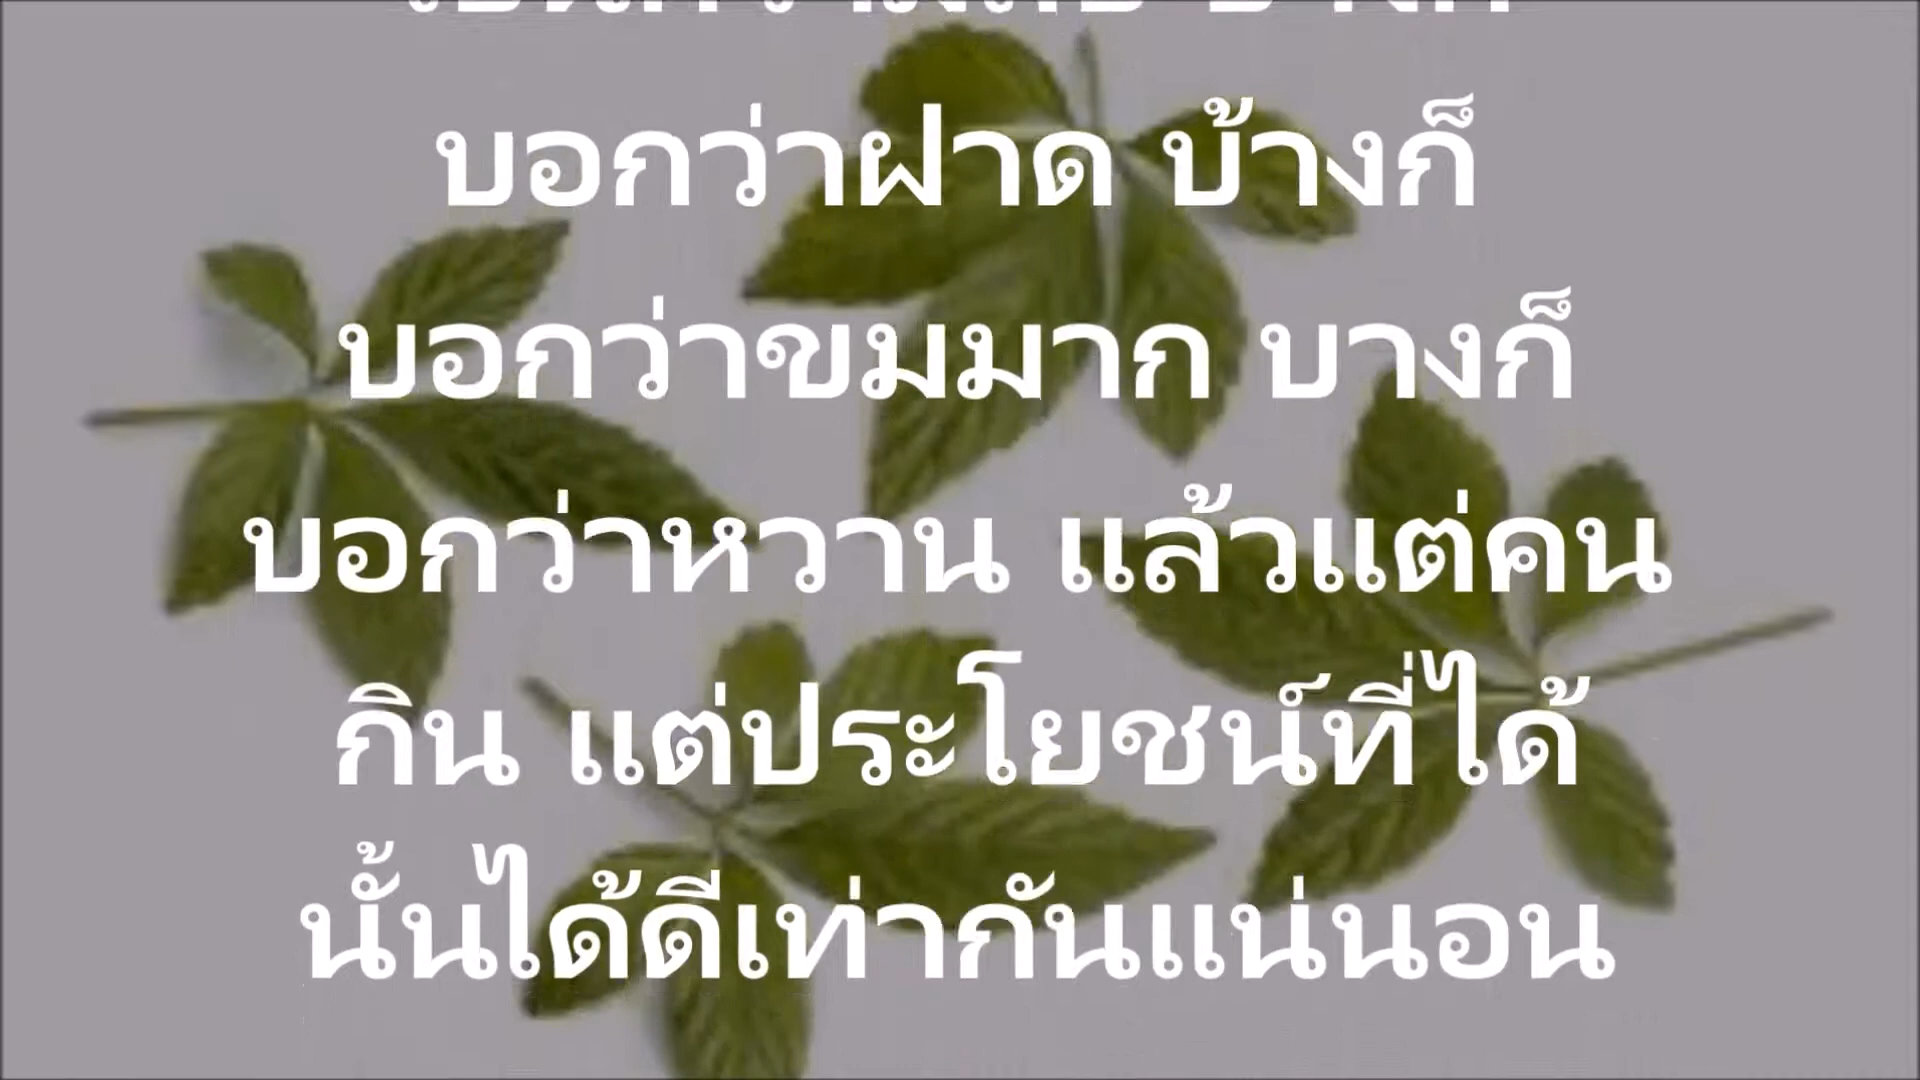 บอกว่าฝาด บ้างก็
บอกว่าขมมาก บางก็
บอกว่าหวาน แล้วแต่คน
กิน แต่ประโยชน์ที่ได้
นั้นได้ดีเท่ากันแน่นอน